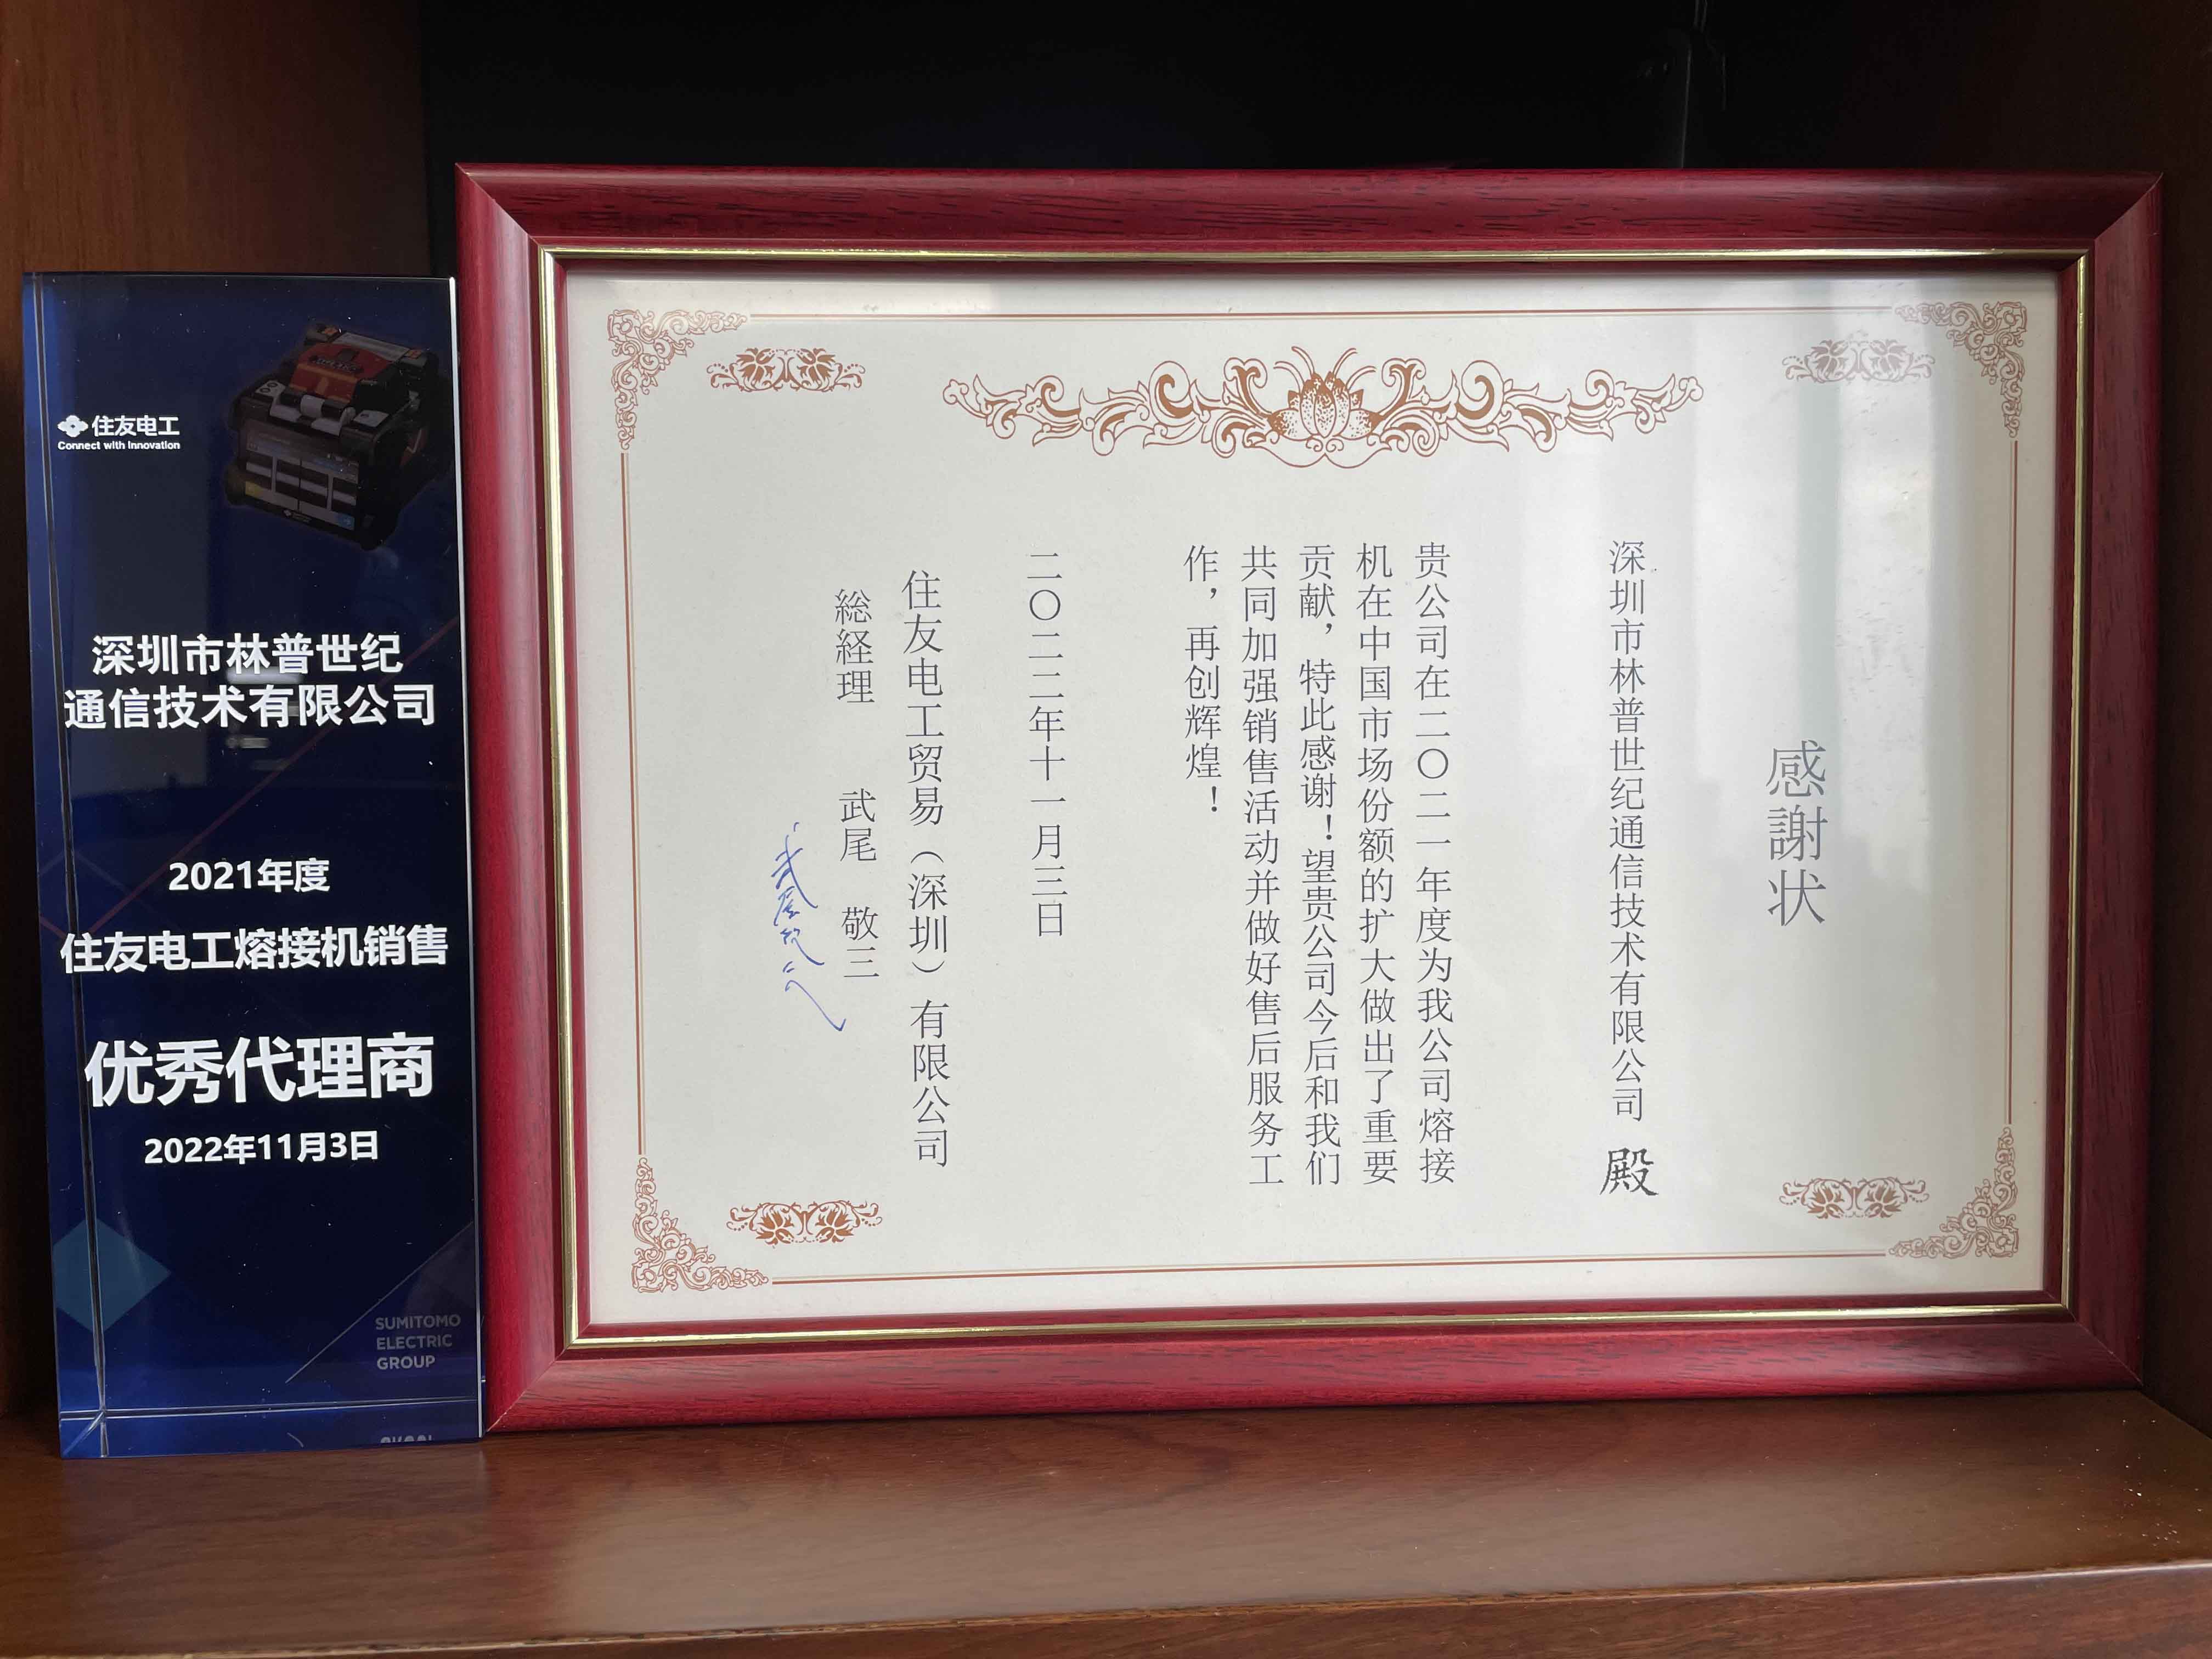 住友电工
Connect with Innovation
深圳市林普世纪
通信技术有限公司
2021年度
住友电工熔接机销售
优秀代理商
2022年11月3日
SUMITOMO
ELECTRIC
GROUP
感謝状
深圳市林普世纪通信技术有限公司 殿
贵公司在二〇二一年度为我公司熔接
机在中国市场份额的扩大做出了重要
贡献，特此感谢！望贵公司今后和我们
共同加强销售活动并做好售后服务工
作，再创辉煌！
二〇二二年十一月三日
住友电工贸易（深圳）有限公司
総経理 武尾 敬三